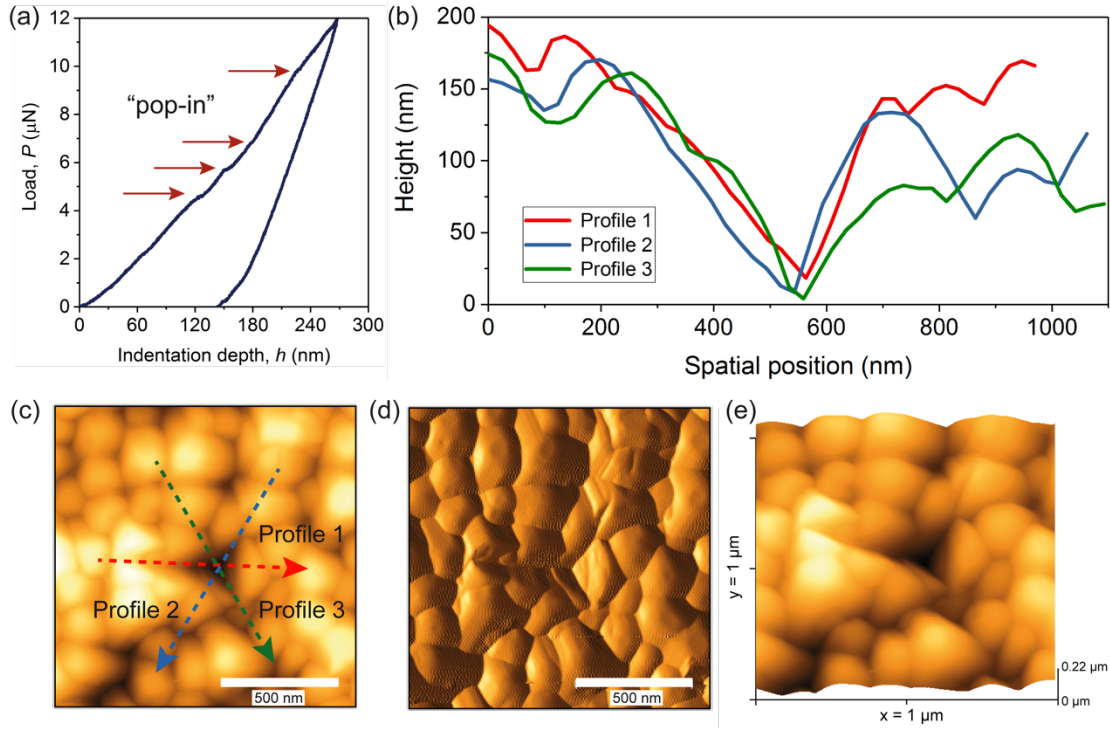 (a)
12
10
8
6
4
2
0
Load, P (μN)
"pop-in"
0 60 120 180 240 300
Indentation depth, h (nm)
(b)
200
150
100
50
0
Height (nm)
Profile 1
Profile 2
Profile 3
0 200 400 600 800 1000
Spatial position (nm)
(c)
Profile 1
Profile 2
Profile 3
500 nm
(d)
500 nm
(e)
y = 1 μm
x = 1 μm
0.22 μm
0 μm